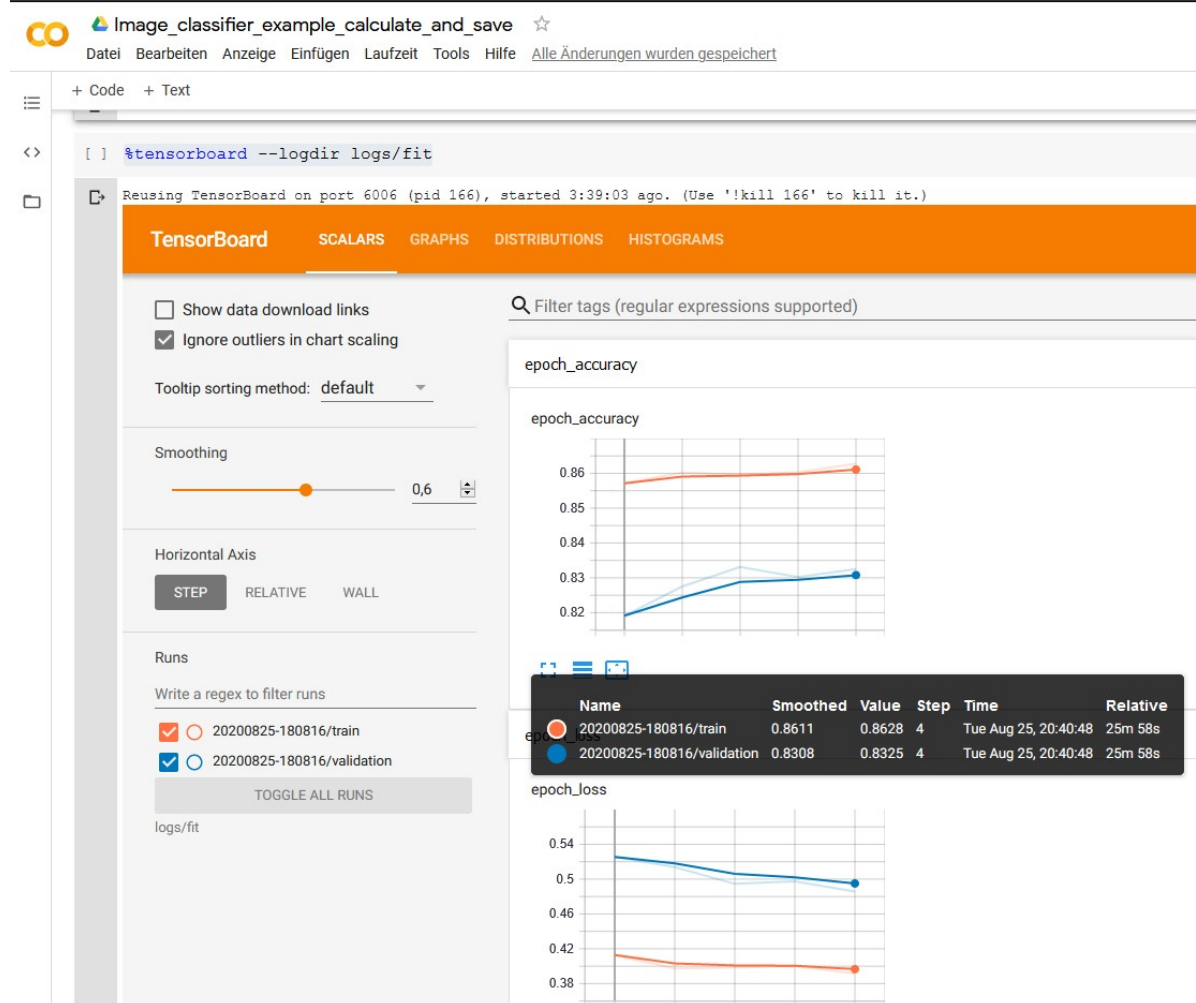 Image_classifier_example_calculate_and_save
Datei Bearbeiten Anzeige Einfügen Laufzeit Tools Hilfe Alle Änderungen wurden gespeichert
+ Code + Text
[ ] %tensorboard --logdir logs/fit
Reusing TensorBoard on port 6006 (pid 166), started 3:39:03 ago. (Use '!kill 166' to kill it.)
TensorBoard SCALARS GRAPHS DISTRIBUTIONS HISTOGRAMS
Show data download links
Ignore outliers in chart scaling
Tooltip sorting method: default
Smoothing
0,6
Horizontal Axis
STEP RELATIVE WALL
Runs
Write a regex to filter runs
20200825-180816/train
20200825-180816/validation
TOGGLE ALL RUNS
logs/fit
Filter tags (regular expressions supported)
epoch_accuracy
epoch_accuracy
0.86
0.85
0.84
0.83
0.82
Name Smoothed Value Step Time Relative
20200825-180816/train 0.8611 0.8628 4 Tue Aug 25, 20:40:48 25m 58s
20200825-180816/validation 0.8308 0.8325 4 Tue Aug 25, 20:40:48 25m 58s
epoch_loss
epoch_loss
0.54
0.5
0.46
0.42
0.38